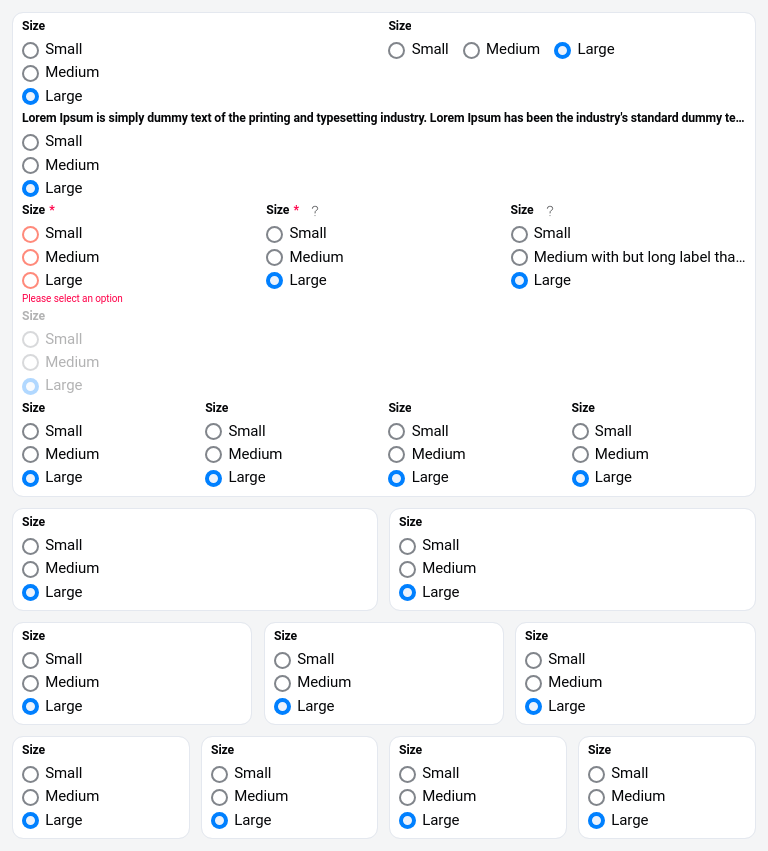 Size
Small
Medium
Large
Size
Small Medium Large
Lorem Ipsum is simply dummy text of the printing and typesetting industry. Lorem Ipsum has been the industry's standard dummy te...
Small
Medium
Large
Size *
Small
Medium
Large
Please select an option
Size * ?
Small
Medium
Large
Size ?
Small
Medium with but long label tha...
Large
Size
Small
Medium
Large
Size
Small
Medium
Large
Size
Small
Medium
Large
Size
Small
Medium
Large
Size
Small
Medium
Large
Size
Small
Medium
Large
Size
Small
Medium
Large
Size
Small
Medium
Large
Size
Small
Medium
Large
Size
Small
Medium
Large
Size
Small
Medium
Large
Size
Small
Medium
Large
Size
Small
Medium
Large
Size
Small
Medium
Large